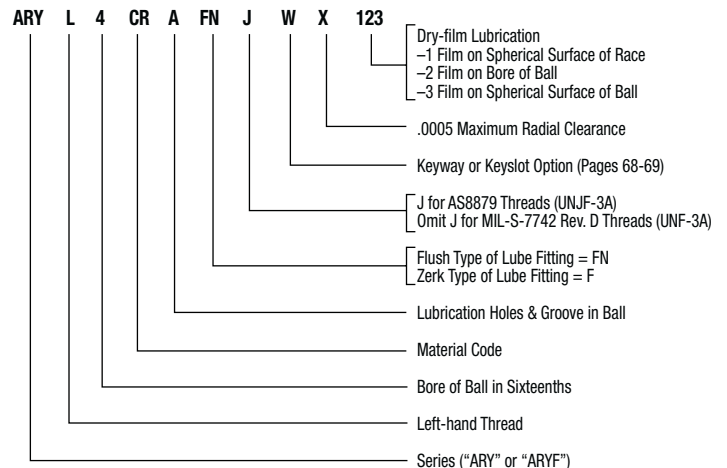 ARY L 4 CR A FN J W X 123
Dry-film Lubrication
–1 Film on Spherical Surface of Race
–2 Film on Bore of Ball
–3 Film on Spherical Surface of Ball
.0005 Maximum Radial Clearance
Keyway or Keyslot Option (Pages 68-69)
J for AS8879 Threads (UNJF-3A)
Omit J for MIL-S-7742 Rev. D Threads (UNF-3A)
Flush Type of Lube Fitting = FN
Zerk Type of Lube Fitting = F
Lubrication Holes & Groove in Ball
Material Code
Bore of Ball in Sixteenths
Left-hand Thread
Series (“ARY” or “ARYF”)